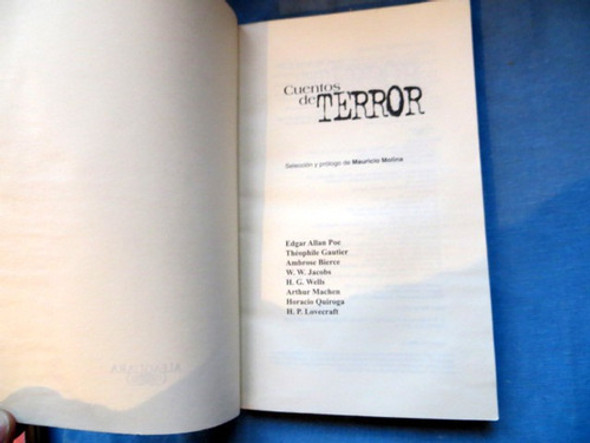 Cuentos
de TERROR
Selección y prólogo de Mauricio Molina
Edgar Allan Poe
Théophile Gautier
Ambrose Bierce
W. W. Jacobs
H. G. Wells
Arthur Machen
Horacio Quiroga
H. P. Lovecraft
ALFAGUARA